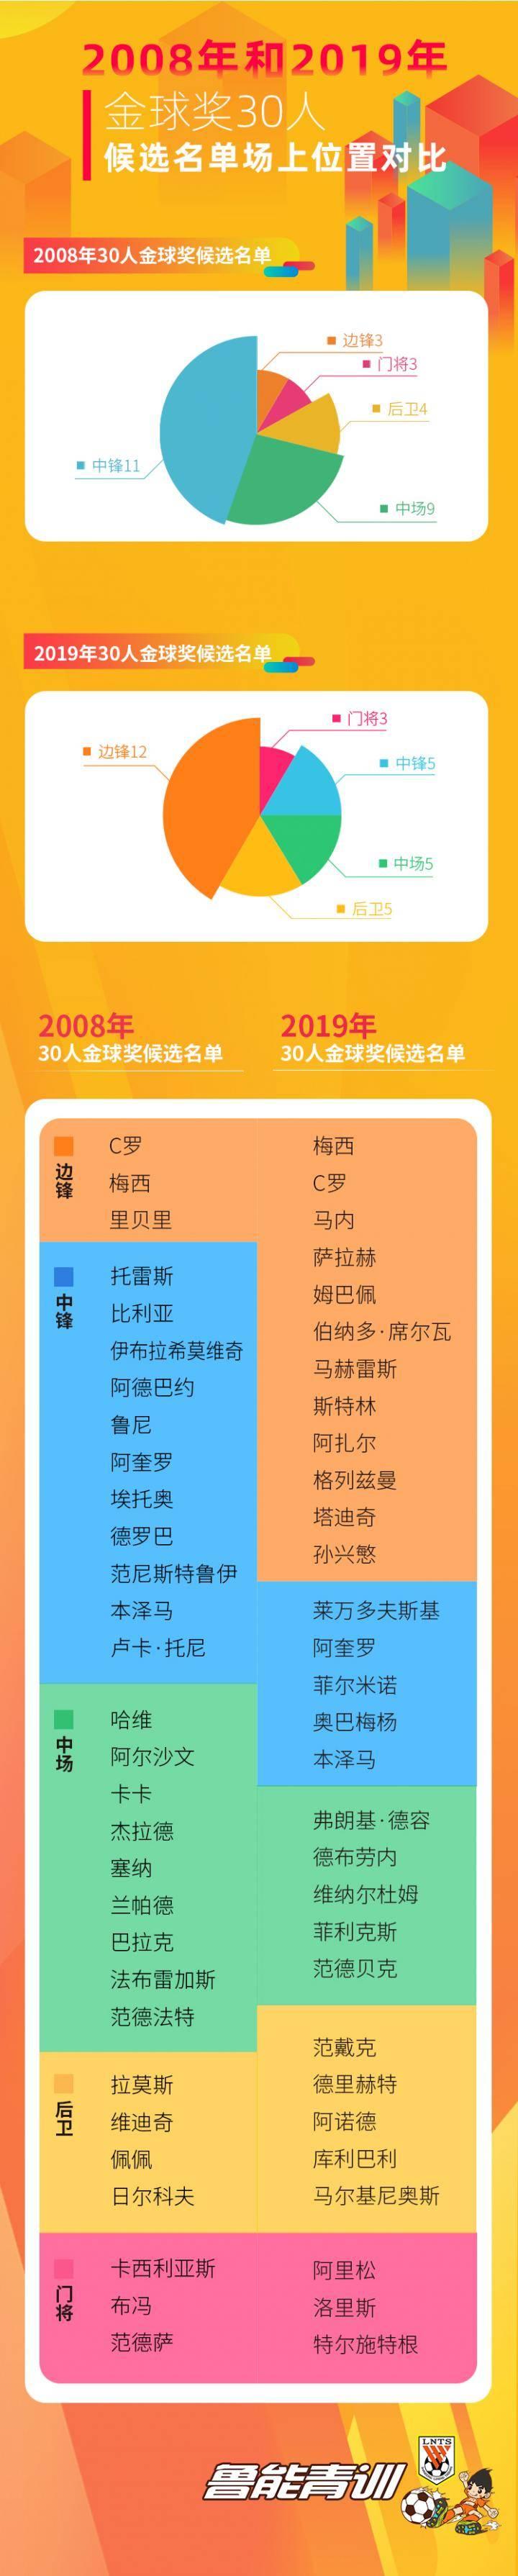 2008年和2019年
金球奖30人
候选名单场上位置对比
2008年30人金球奖候选名单
边锋3
门将3
后卫4
中锋11
中场9
2019年30人金球奖候选名单
门将3
边锋12
中锋5
中场5
后卫5
2008年
30人金球奖候选名单
2019年
30人金球奖候选名单
边锋
C罗
梅西
里贝里
中锋
托雷斯
比利亚
伊布拉希莫维奇
阿德巴约
鲁尼
阿奎罗
埃托奥
德罗巴
范尼斯特鲁伊
本泽马
卢卡·托尼
中场
哈维
阿尔沙文
卡卡
杰拉德
塞纳
兰帕德
巴拉克
法布雷加斯
范德法特
后卫
拉莫斯
维迪奇
佩佩
日尔科夫
门将
卡西利亚斯
布冯
范德萨
梅西
C罗
马内
萨拉赫
姆巴佩
伯纳多·席尔瓦
马赫雷斯
斯特林
阿扎尔
格列兹曼
塔迪奇
孙兴慜
莱万多夫斯基
阿奎罗
菲尔米诺
奥巴梅杨
本泽马
弗朗基·德容
德布劳内
维纳尔杜姆
菲利克斯
范德贝克
范戴克
德里赫特
阿诺德
库利巴利
马尔基尼奥斯
阿里松
洛里斯
特尔施特根
LNTS
鲁能青训